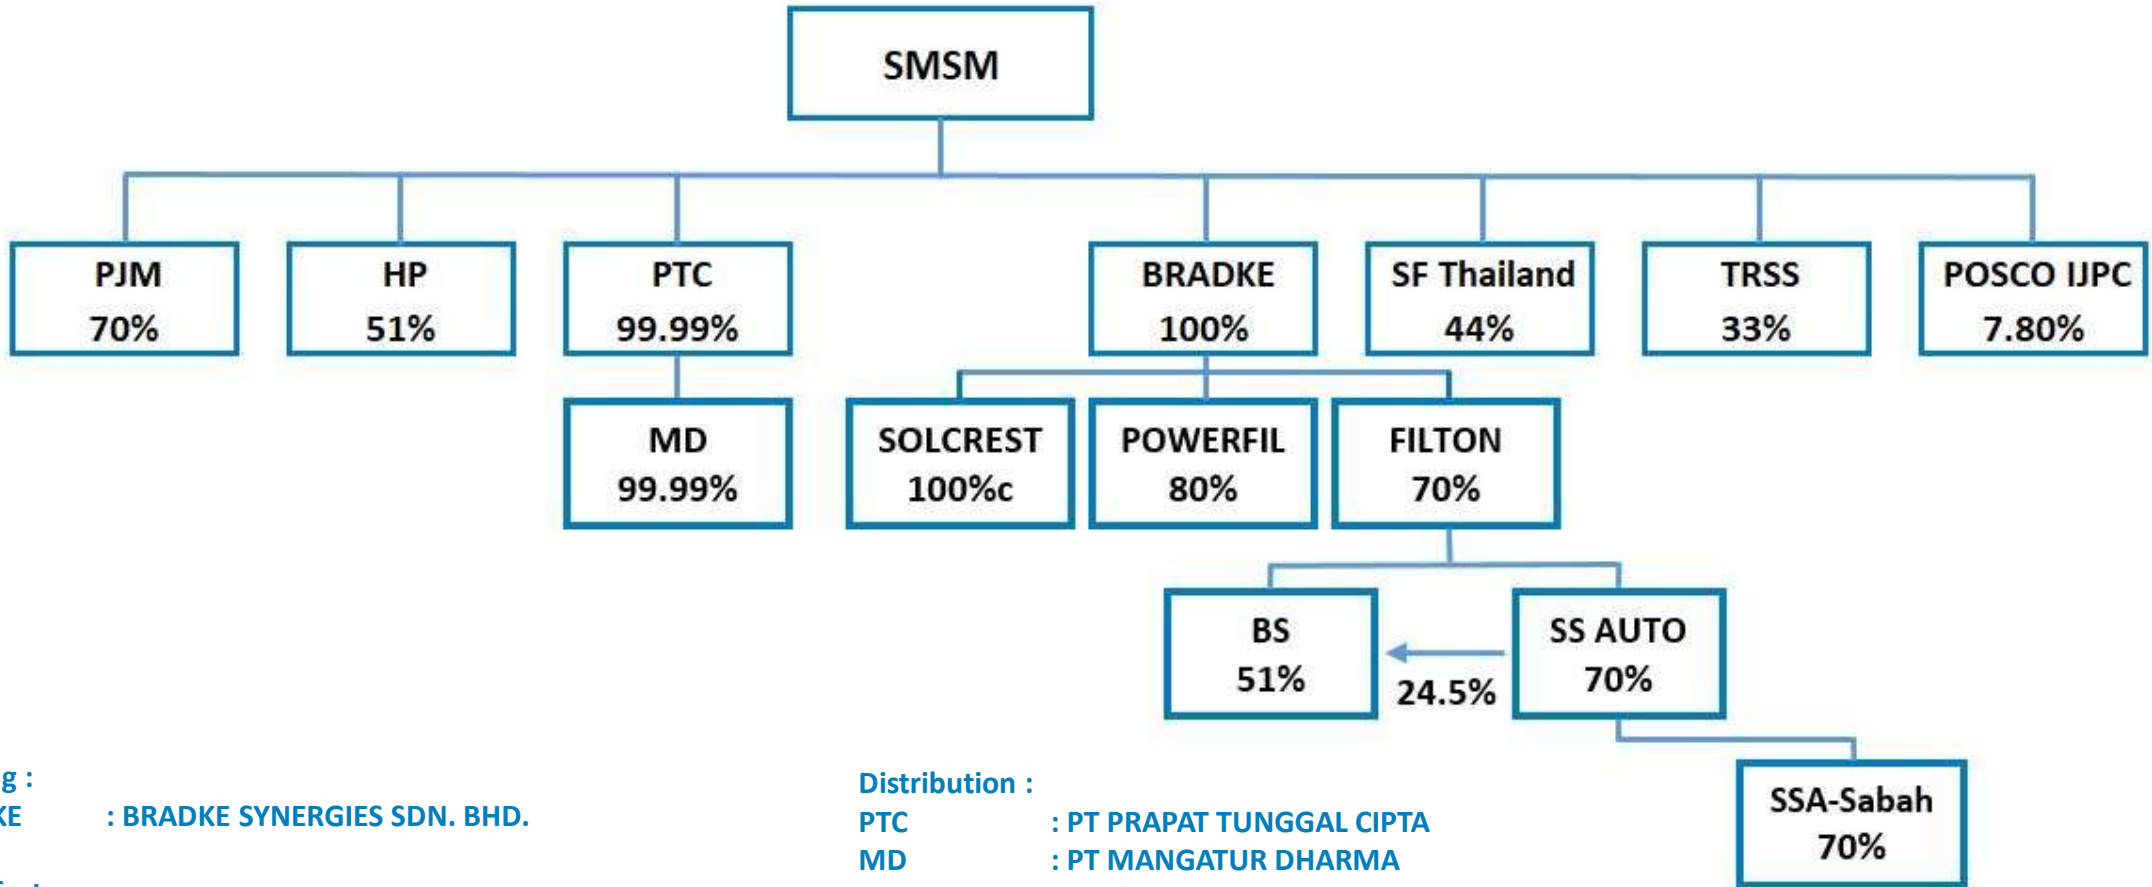 SMSM
PJM
70%
HP
51%
PTC
99.99%
BRADKE
100%
SF Thailand
44%
TRSS
33%
POSCO IJPC
7.80%
MD
99.99%
SOLCREST
100%c
POWERFIL
80%
FILTON
70%
BS
51%
24.5%
SS AUTO
70%
SSA-Sabah
70%
g :
KE : BRADKE SYNERGIES SDN. BHD.
Distribution :
PTC : PT PRAPAT TUNGGAL CIPTA
MD : PT MANGATUR DHARMA